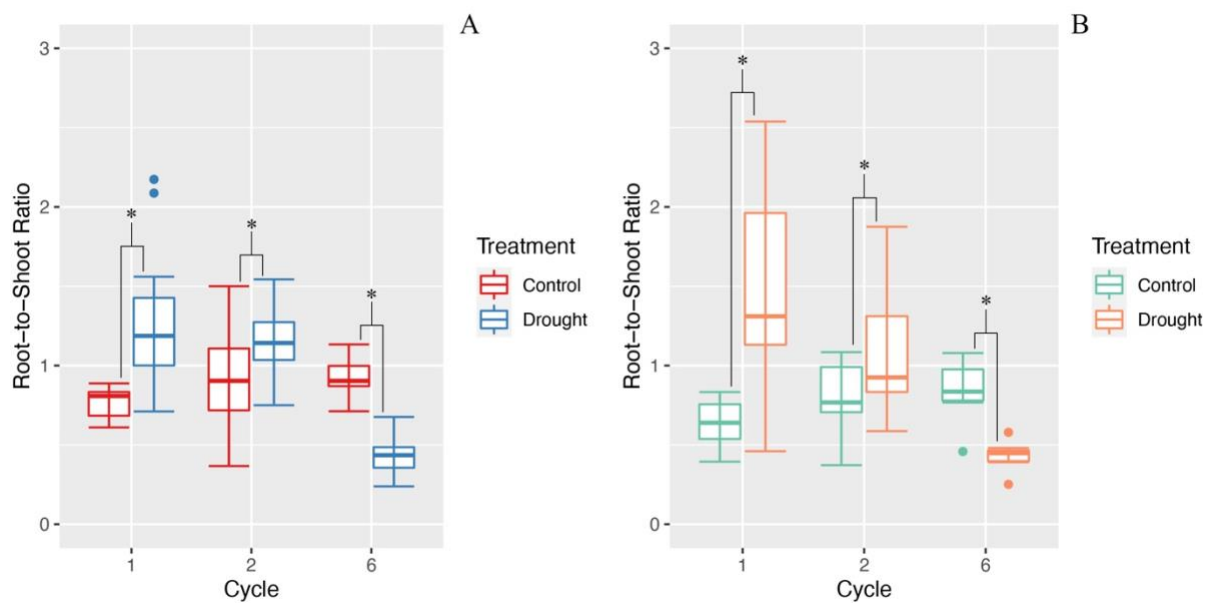 A
3
2
1
0
Root-to-Shoot Ratio
*
*
*
1
2
6
Cycle
Treatment
Control
Drought
B
3
2
1
0
Root-to-Shoot Ratio
*
*
*
1
2
6
Cycle
Treatment
Control
Drought